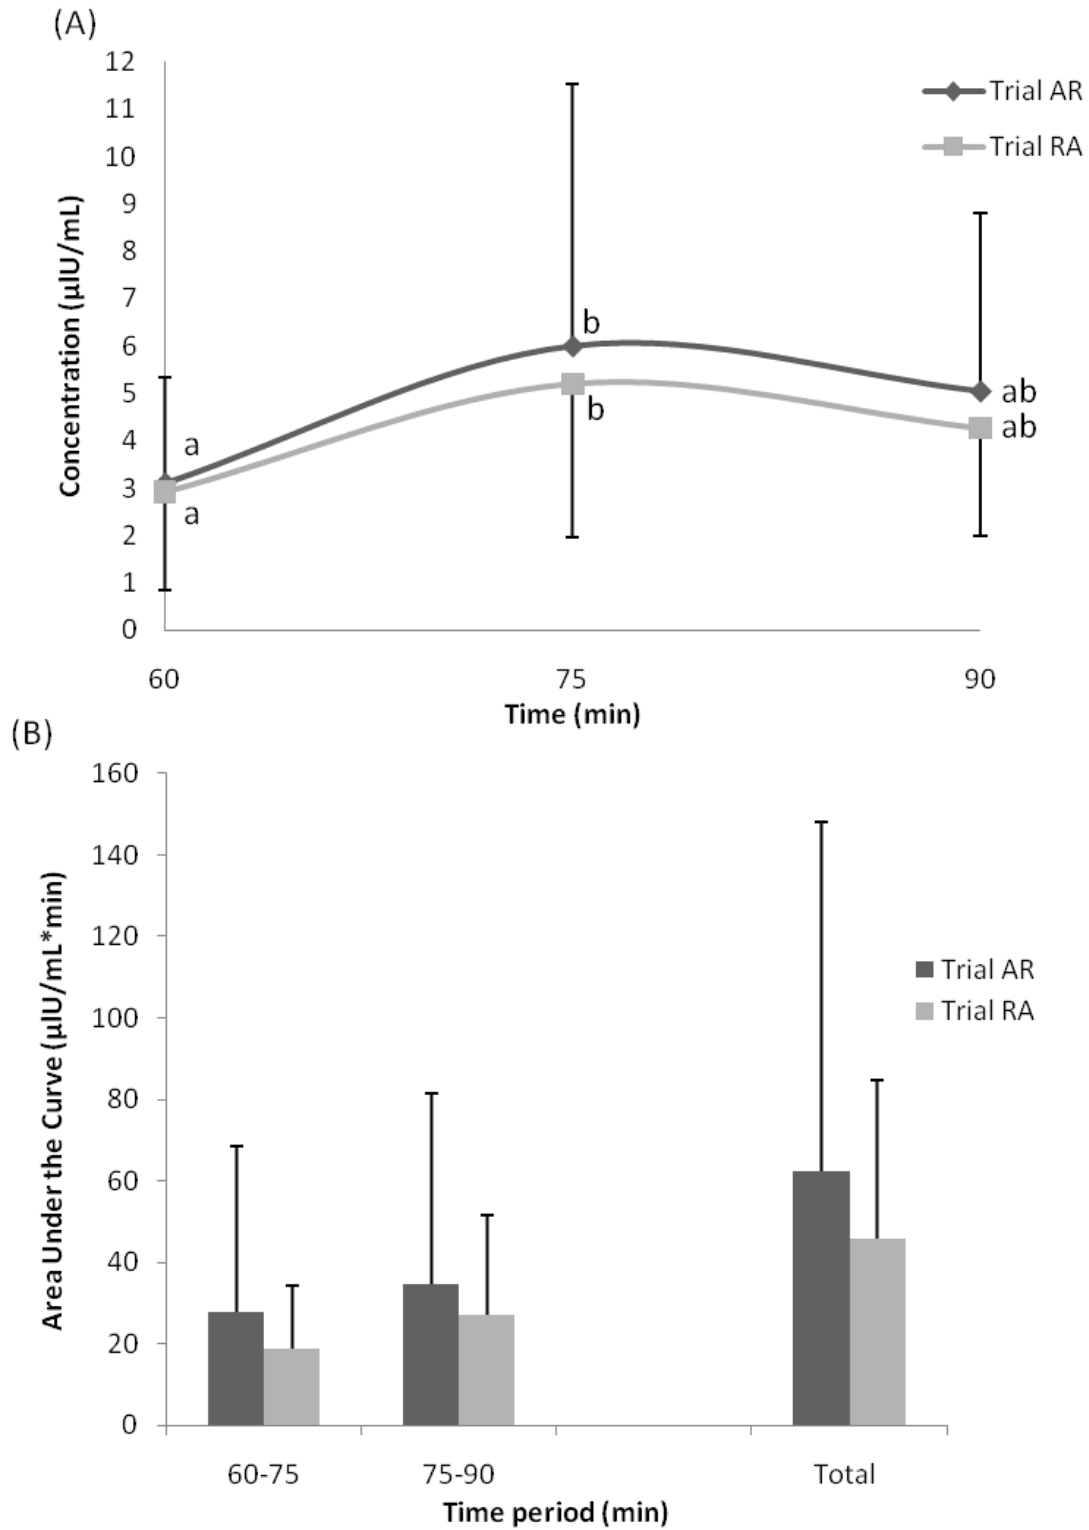 (A)
12
11
10
9
8
7
6
5
4
3
2
1
0
Concentration (µIU/mL)
Trial AR
Trial RA
a
a
b
b
ab
ab
60 75 90
Time (min)
(B)
160
140
120
100
80
60
40
20
0
Area Under the Curve (µIU/mL*min)
Trial AR
Trial RA
60-75 75-90 Total
Time period (min)